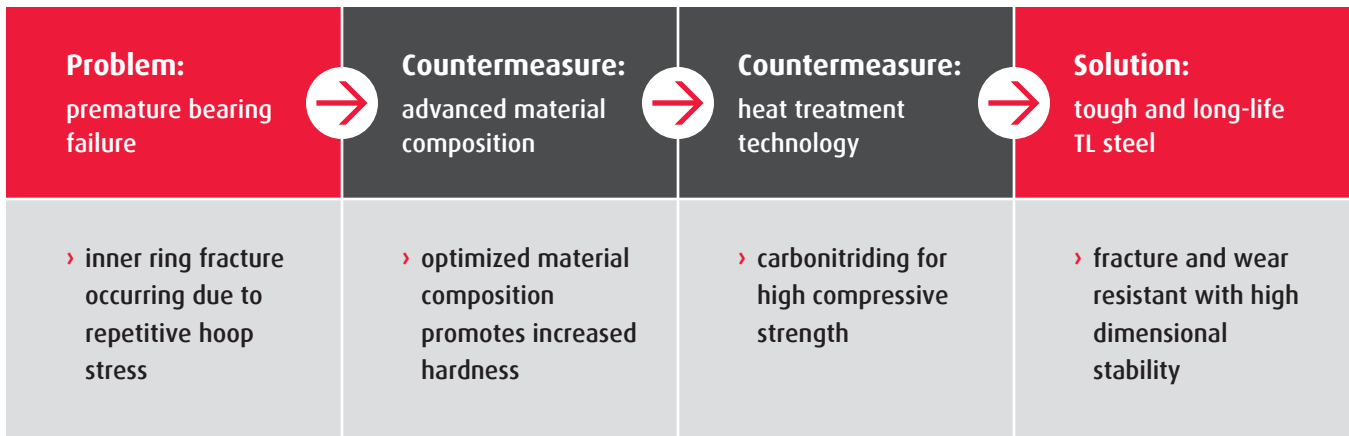 Problem:
premature bearing
failure
Countermeasure:
advanced material
composition
Countermeasure:
heat treatment
technology
Solution:
tough and long-life
TL steel
› inner ring fracture
occurring due to
repetitive hoop
stress
› optimized material
composition
promotes increased
hardness
› carbonitriding for
high compressive
strength
› fracture and wear
resistant with high
dimensional
stability